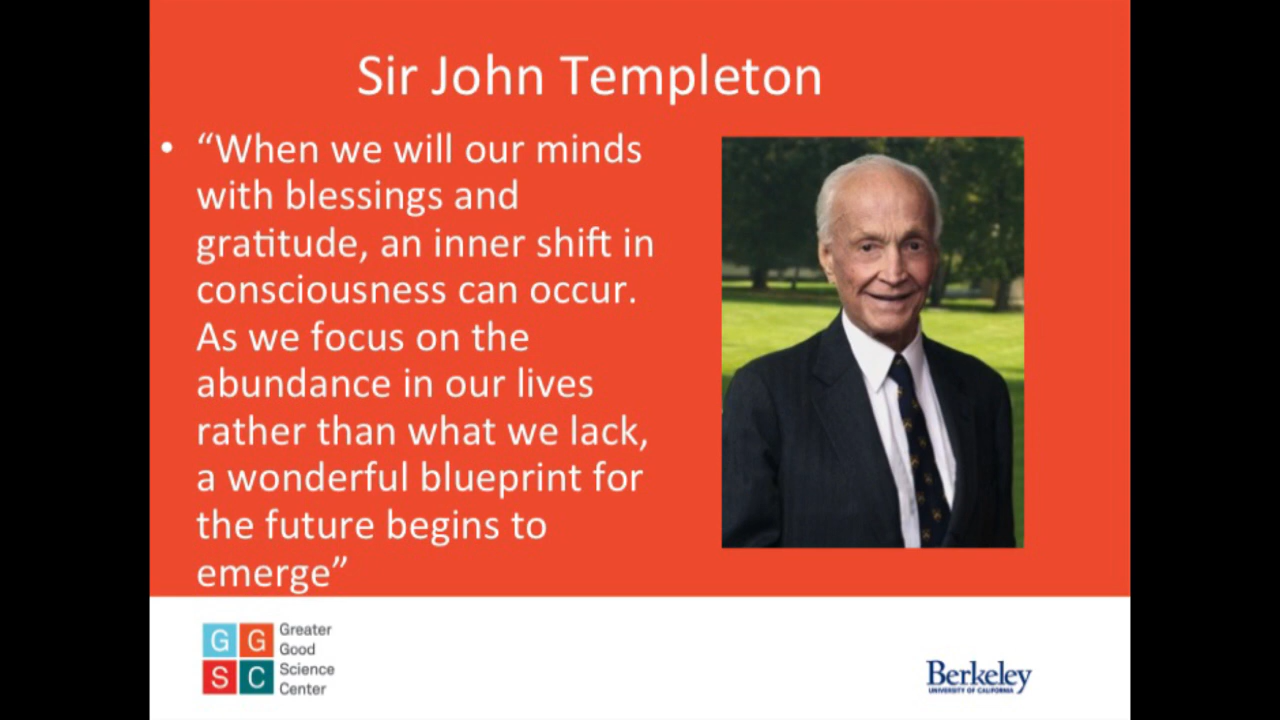 Sir John Templeton
• “When we will our minds
with blessings and
gratitude, an inner shift in
consciousness can occur.
As we focus on the
abundance in our lives
rather than what we lack,
a wonderful blueprint for
the future begins to
emerge”
G G
S C
Greater
Good
Science
Center
Berkeley
UNIVERSITY OF CALIFORNIA